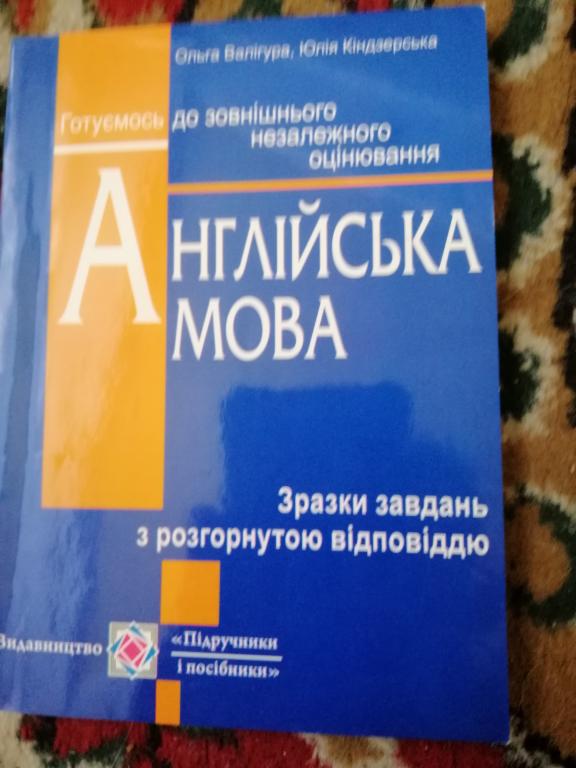 Ольга Валігура, Юлія Кіндзерська
Готуємось до зовнішнього
незалежного
оцінювання
Англійська
мова
Зразки завдань
з розгорнутою відповіддю
Видавництво «Підручники
і посібники»